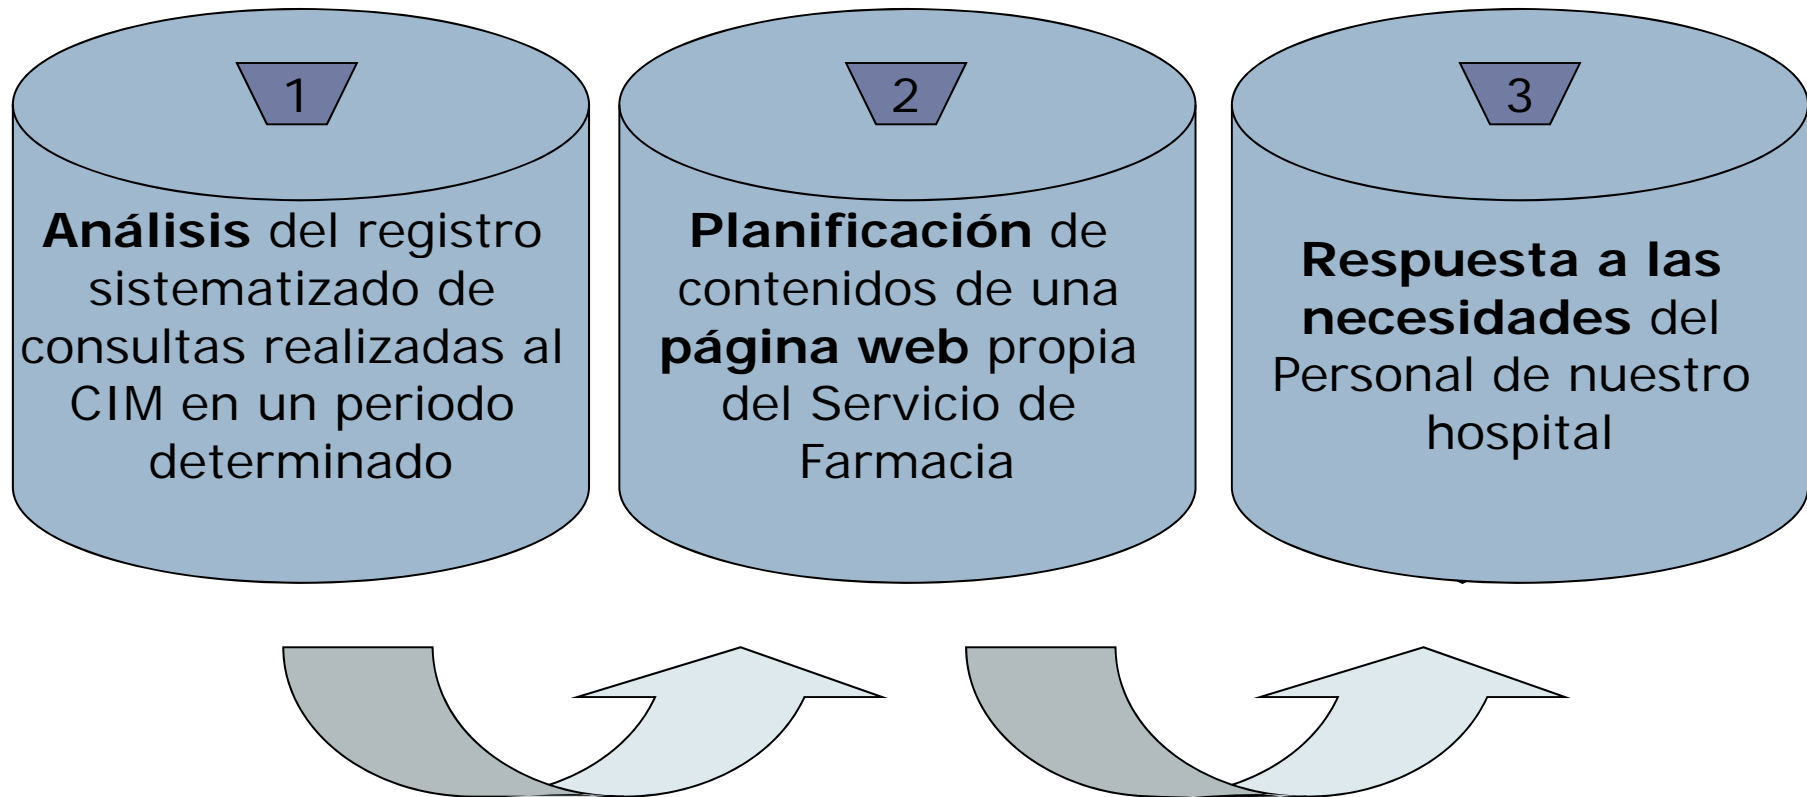 1
Análisis del registro
sistematizado de
consultas realizadas al
CIM en un periodo
determinado
2
Planificación de
contenidos de una
página web propia
del Servicio de
Farmacia
3
Respuesta a las
necesidades del
Personal de nuestro
hospital